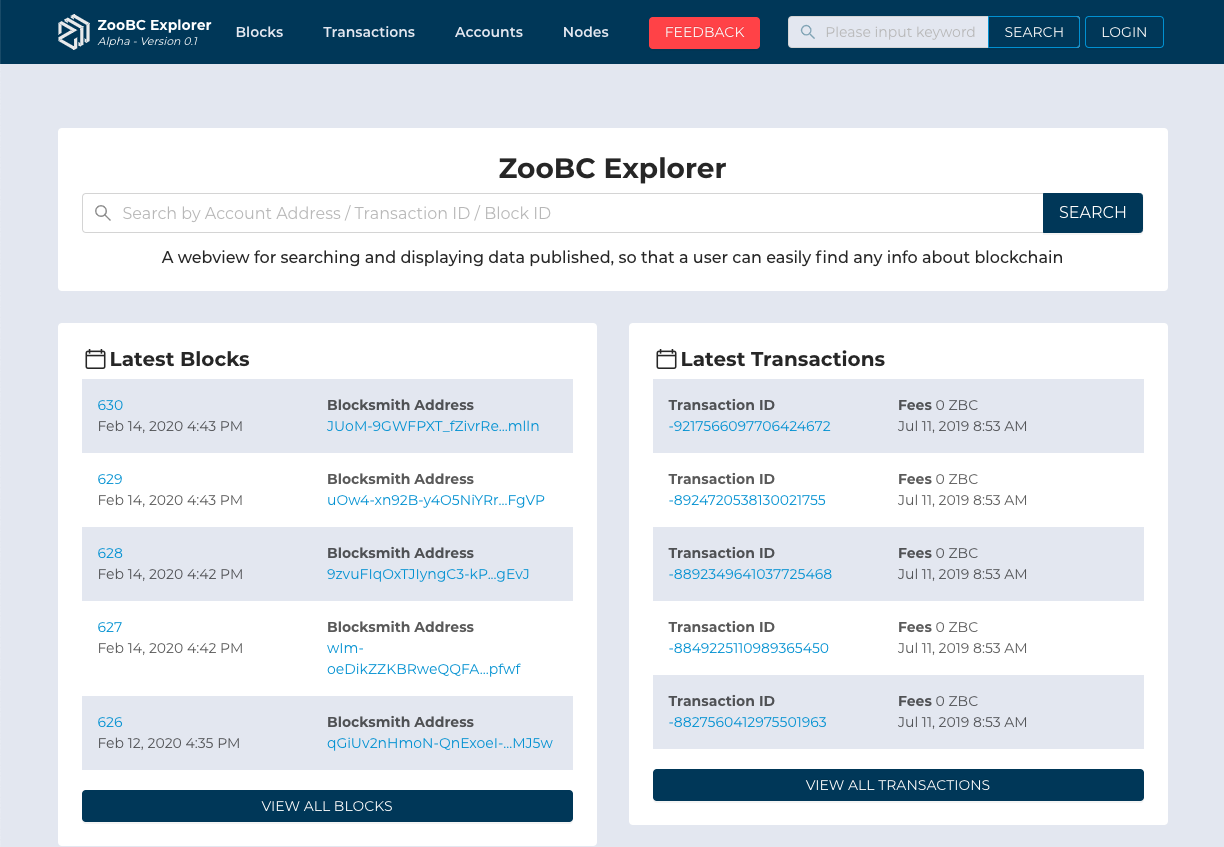 ZooBC Explorer
Alpha - Version 0.1
Blocks
Transactions
Accounts
Nodes
FEEDBACK
Please input keyword
SEARCH
LOGIN
ZooBC Explorer
Search by Account Address / Transaction ID / Block ID
SEARCH
A webview for searching and displaying data published, so that a user can easily find any info about blockchain
Latest Blocks
630
Feb 14, 2020 4:43 PM
Blocksmith Address
JUoM-9GWFPXT_fZivrRe...mlln
629
Feb 14, 2020 4:43 PM
Blocksmith Address
uOw4-xn92B-y4O5NiYRr...FgVP
628
Feb 14, 2020 4:42 PM
Blocksmith Address
9zvuFIqOxTJIyngC3-kP...gEvJ
627
Feb 14, 2020 4:42 PM
Blocksmith Address
wIm-
oeDikZZKBRweQQFA...pfwf
626
Feb 12, 2020 4:35 PM
Blocksmith Address
qGiUv2nHmoN-QnExoeI-...MJ5w
VIEW ALL BLOCKS
Latest Transactions
Transaction ID
-9217566097706424672
Fees 0 ZBC
Jul 11, 2019 8:53 AM
Transaction ID
-8924720538130021755
Fees 0 ZBC
Jul 11, 2019 8:53 AM
Transaction ID
-8892349641037725468
Fees 0 ZBC
Jul 11, 2019 8:53 AM
Transaction ID
-8849225110989365450
Fees 0 ZBC
Jul 11, 2019 8:53 AM
Transaction ID
-8827560412975501963
Fees 0 ZBC
Jul 11, 2019 8:53 AM
VIEW ALL TRANSACTIONS